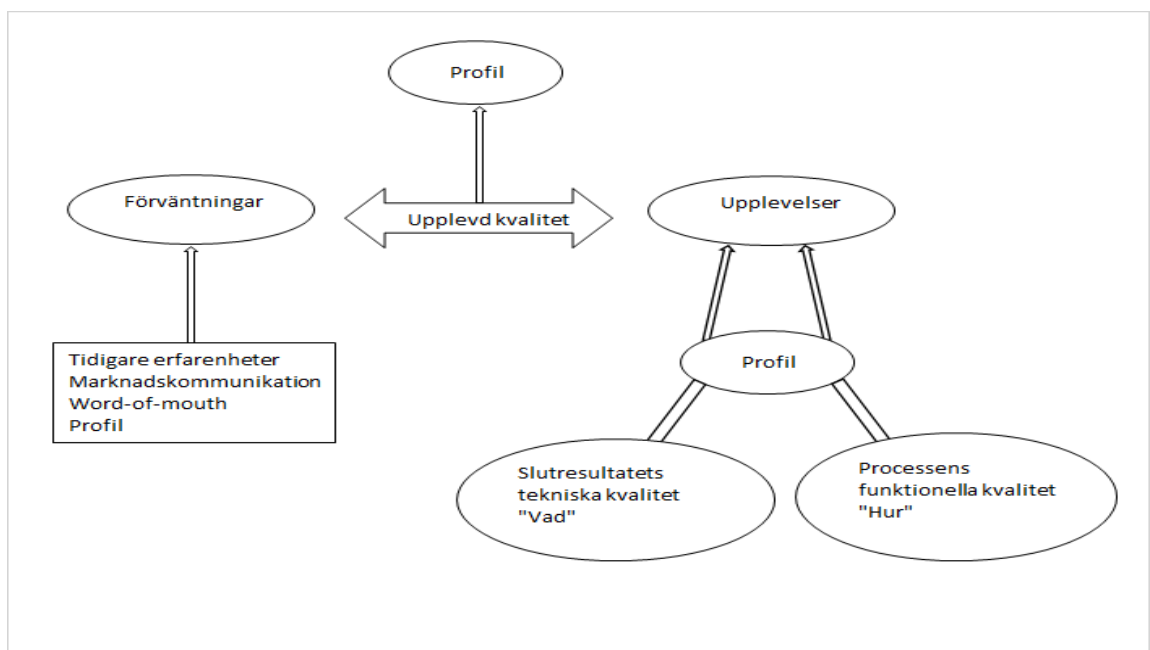 Profil
Förväntningar
Upplevd kvalitet
Upplevelser
Tidigare erfarenheter
Marknadskommunikation
Word-of-mouth
Profil
Profil
Slutresultatets
tekniska kvalitet
"Vad"
Processens
funktionella kvalitet
"Hur"